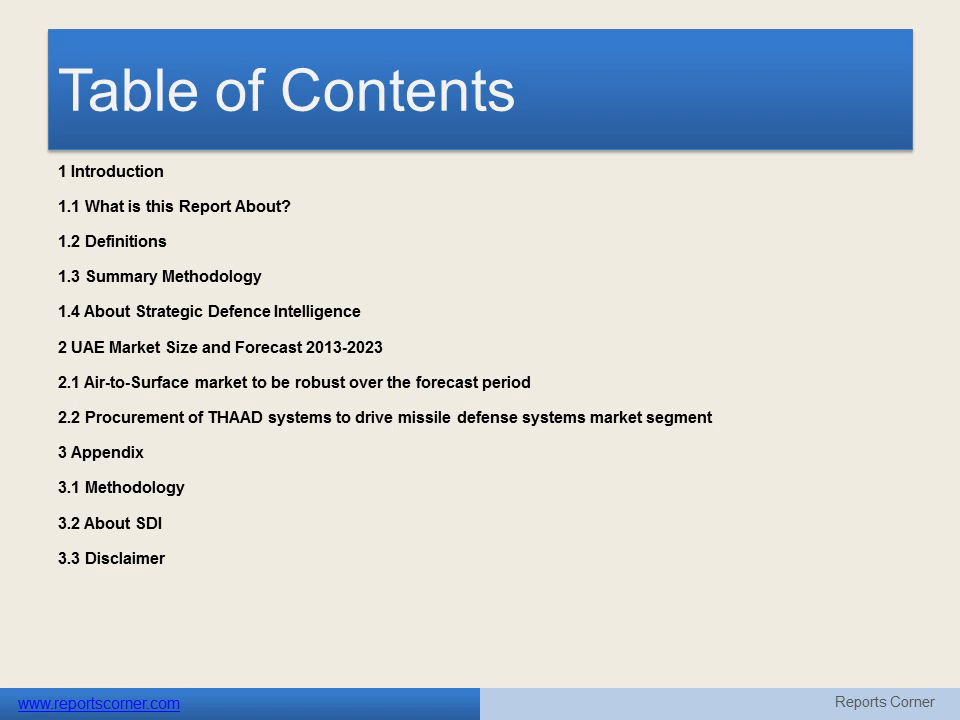 Table of Contents
1 Introduction
1.1 What is this Report About?
1.2 Definitions
1.3 Summary Methodology
1.4 About Strategic Defence Intelligence
2 UAE Market Size and Forecast 2013-2023
2.1 Air-to-Surface market to be robust over the forecast period
2.2 Procurement of THAAD systems to drive missile defense systems market segment
3 Appendix
3.1 Methodology
3.2 About SDI
3.3 Disclaimer
www.reportscorner.com
Reports Corner